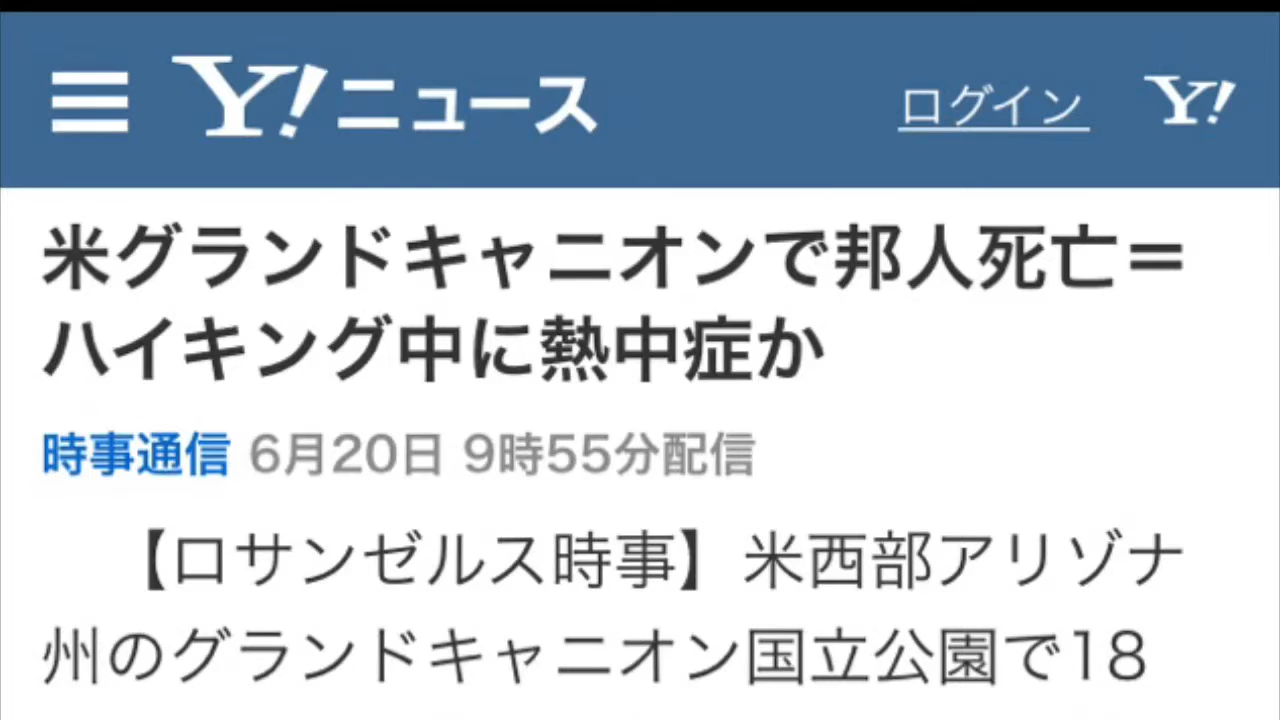 Y!ニュース ログイン Y!
米グランドキャニオンで邦人死亡＝
ハイキング中に熱中症か
時事通信 6月20日 9時55分配信
【ロサンゼルス時事】米西部アリゾナ
州のグランドキャニオン国立公園で18